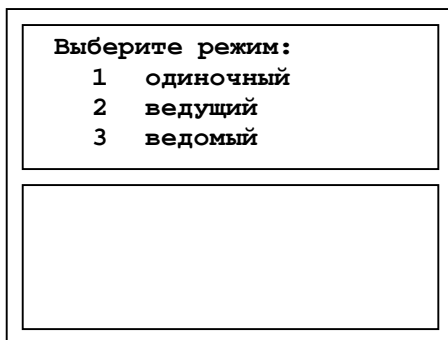 Выберите режим:
1 одиночный
2 ведущий
3 ведомый